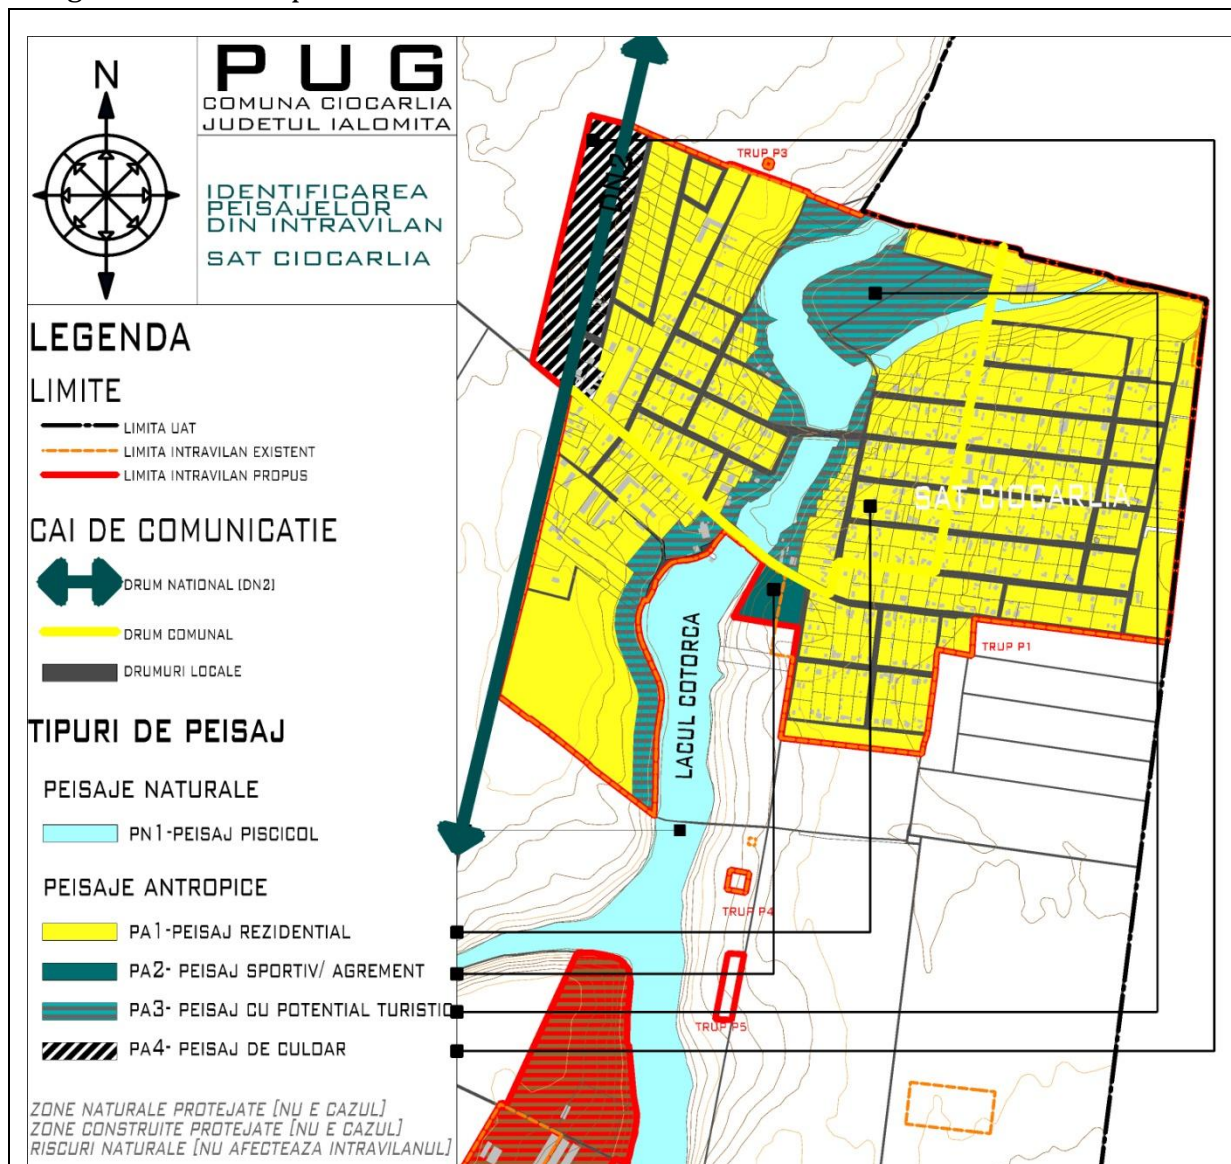 N
P U G
COMUNA CIOCARLIA
JUDETUL IALOMITA
IDENTIFICAREA
PEISAJELOR
DIN INTRAVILAN
SAT CIOCARLIA
LEGENDA
LIMITE
LIMITA UAT
LIMITA INTRAVILAN EXISTENT
LIMITA INTRAVILAN PROPUS
CAI DE COMUNICATIE
DRUM NATIONAL (DN2)
DRUM COMUNAL
DRUMURI LOCALE
TIPURI DE PEISAJ
PEISAJE NATURALE
PN1-PEISAJ PISCICOL
PEISAJE ANTROPICE
PA1-PEISAJ REZIDENTIAL
PA2- PEISAJ SPORTIV/ AGREMENT
PA3- PEISAJ CU POTENTIAL TURISTIC
PA4- PEISAJ DE CULOAR
ZONE NATURALE PROTEJATE [NU E CAZUL]
ZONE CONSTRUITE PROTEJATE [NU E CAZUL]
RISCURI NATURALE [NU AFECTEAZA INTRAVILANUL]
DN2
TRUP P3
SAT CIOCARLIA
TRUP P1
LACUL COTORCA
TRUP P4
TRUP P5